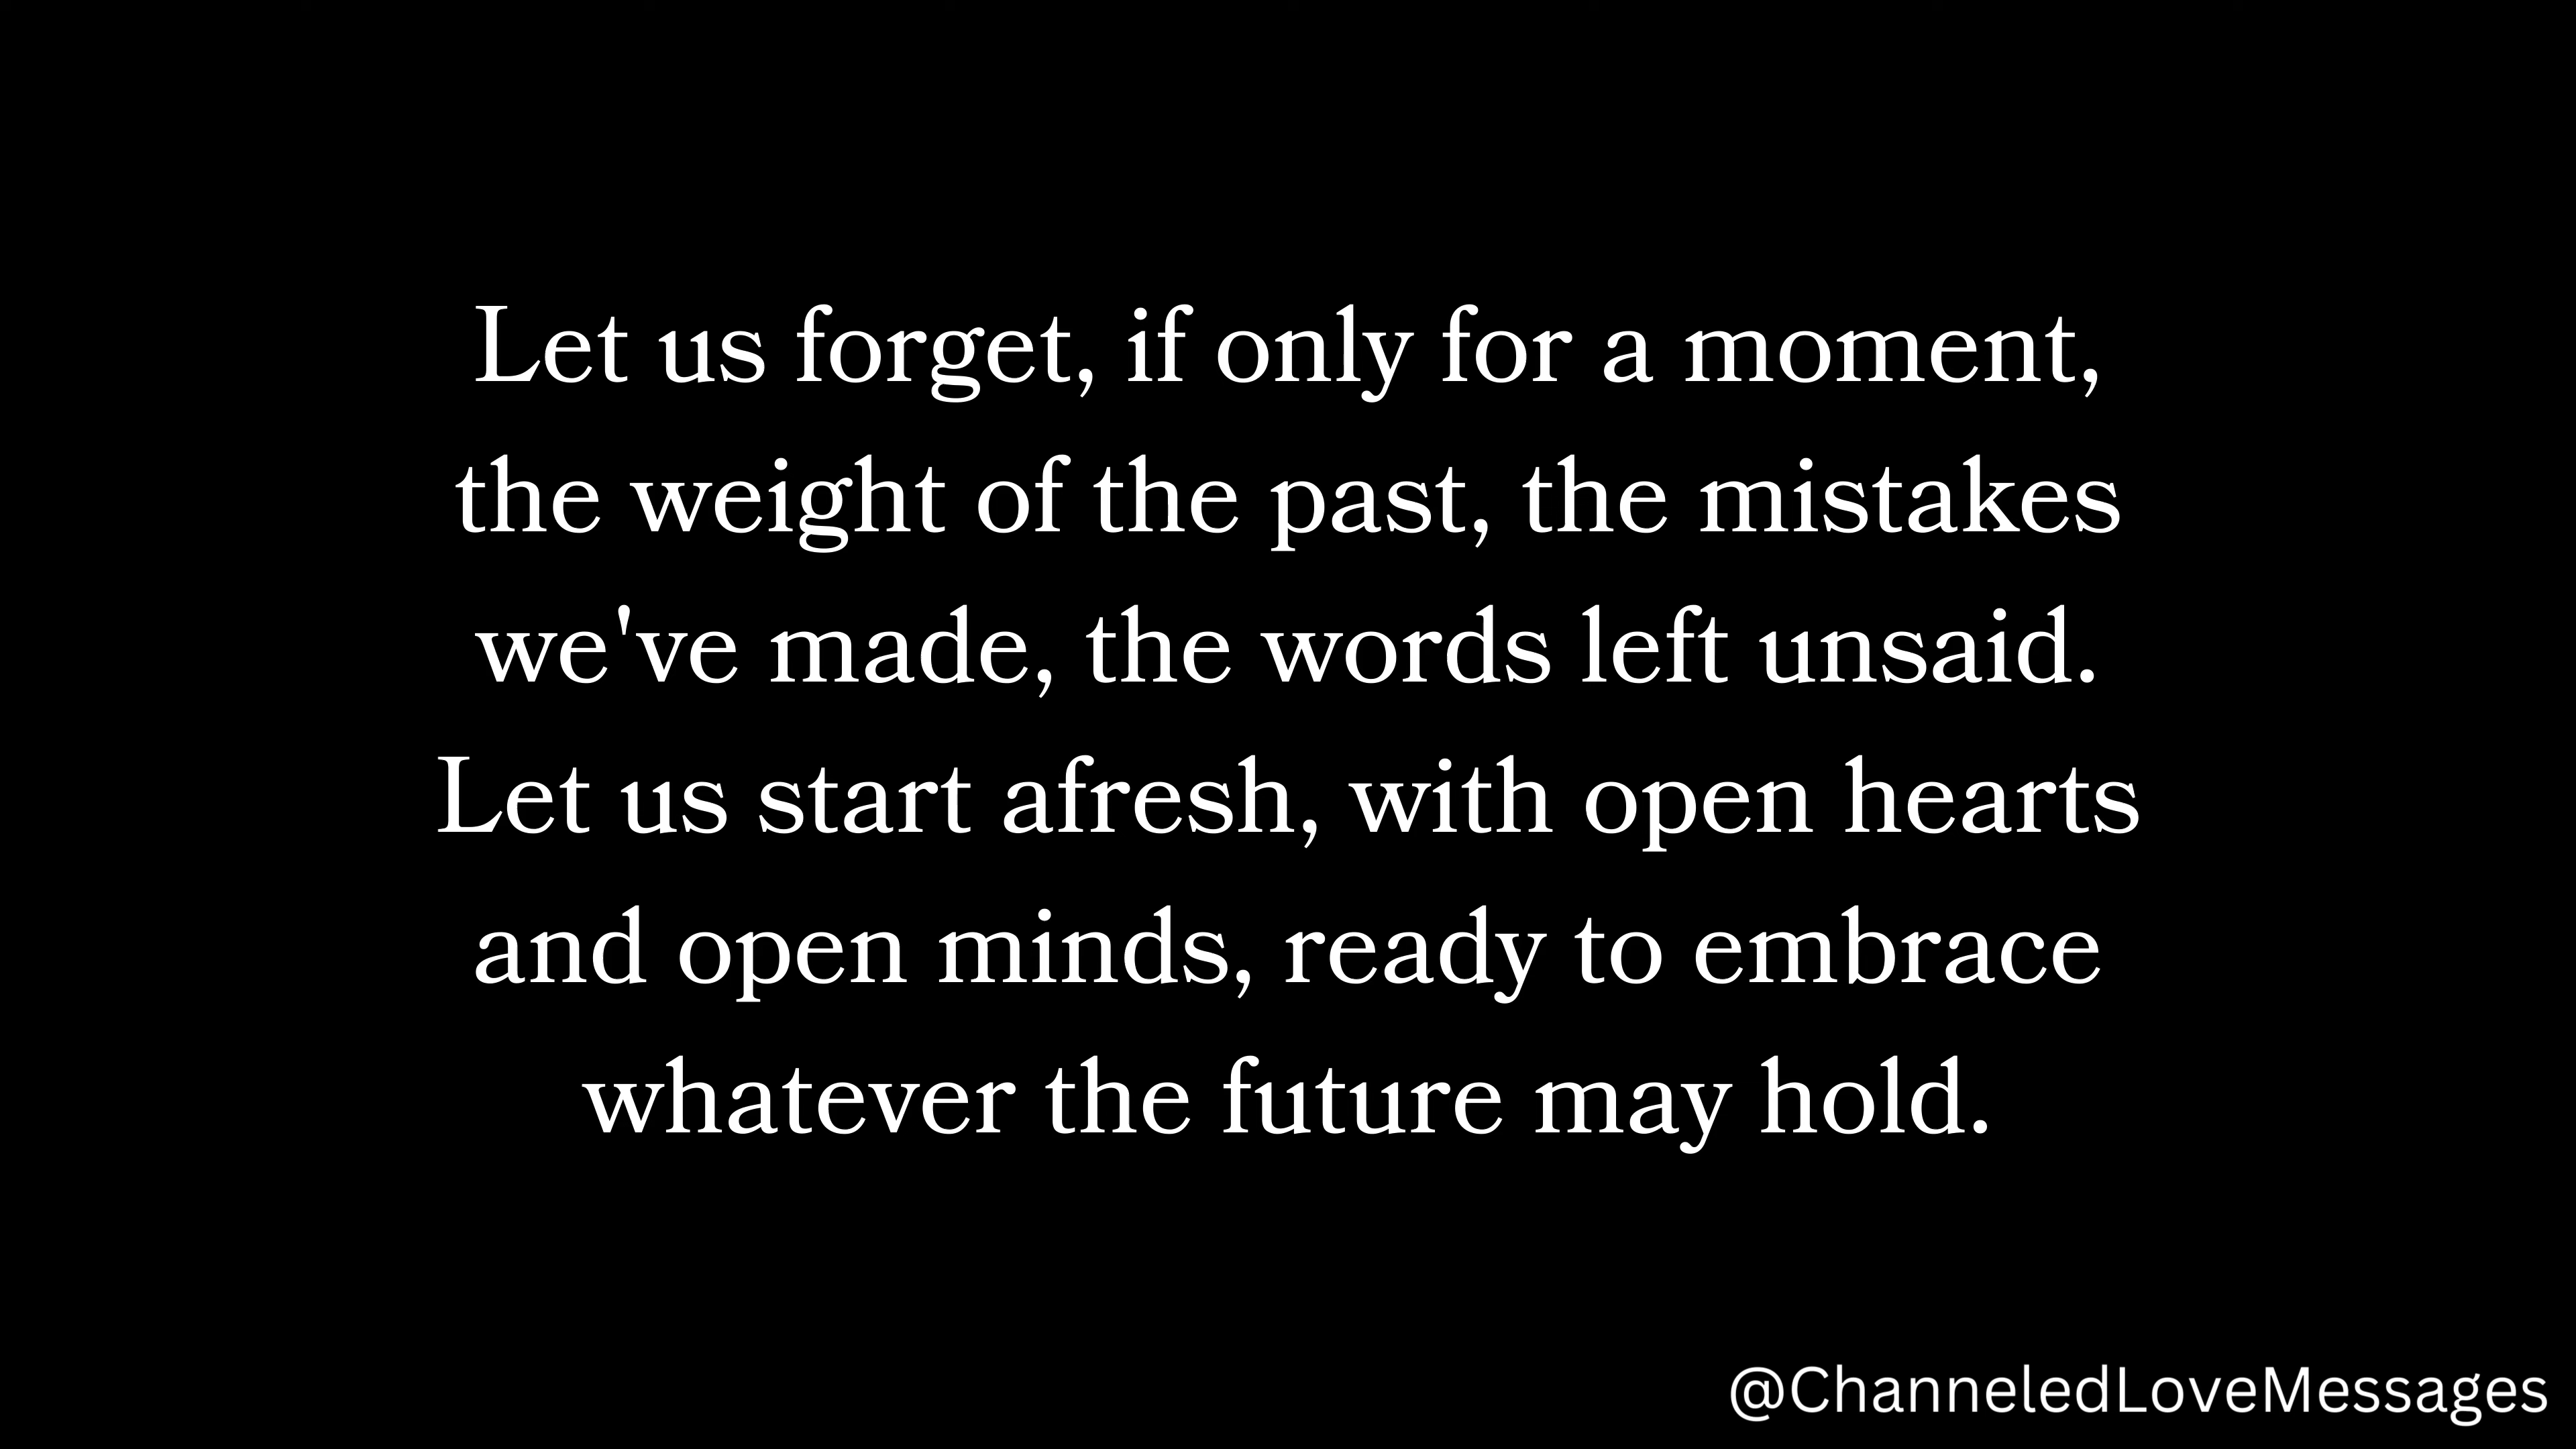 Let us forget, if only for a moment,
the weight of the past, the mistakes
we've made, the words left unsaid.
Let us start afresh, with open hearts
and open minds, ready to embrace
whatever the future may hold.
@ChanneledLoveMessages